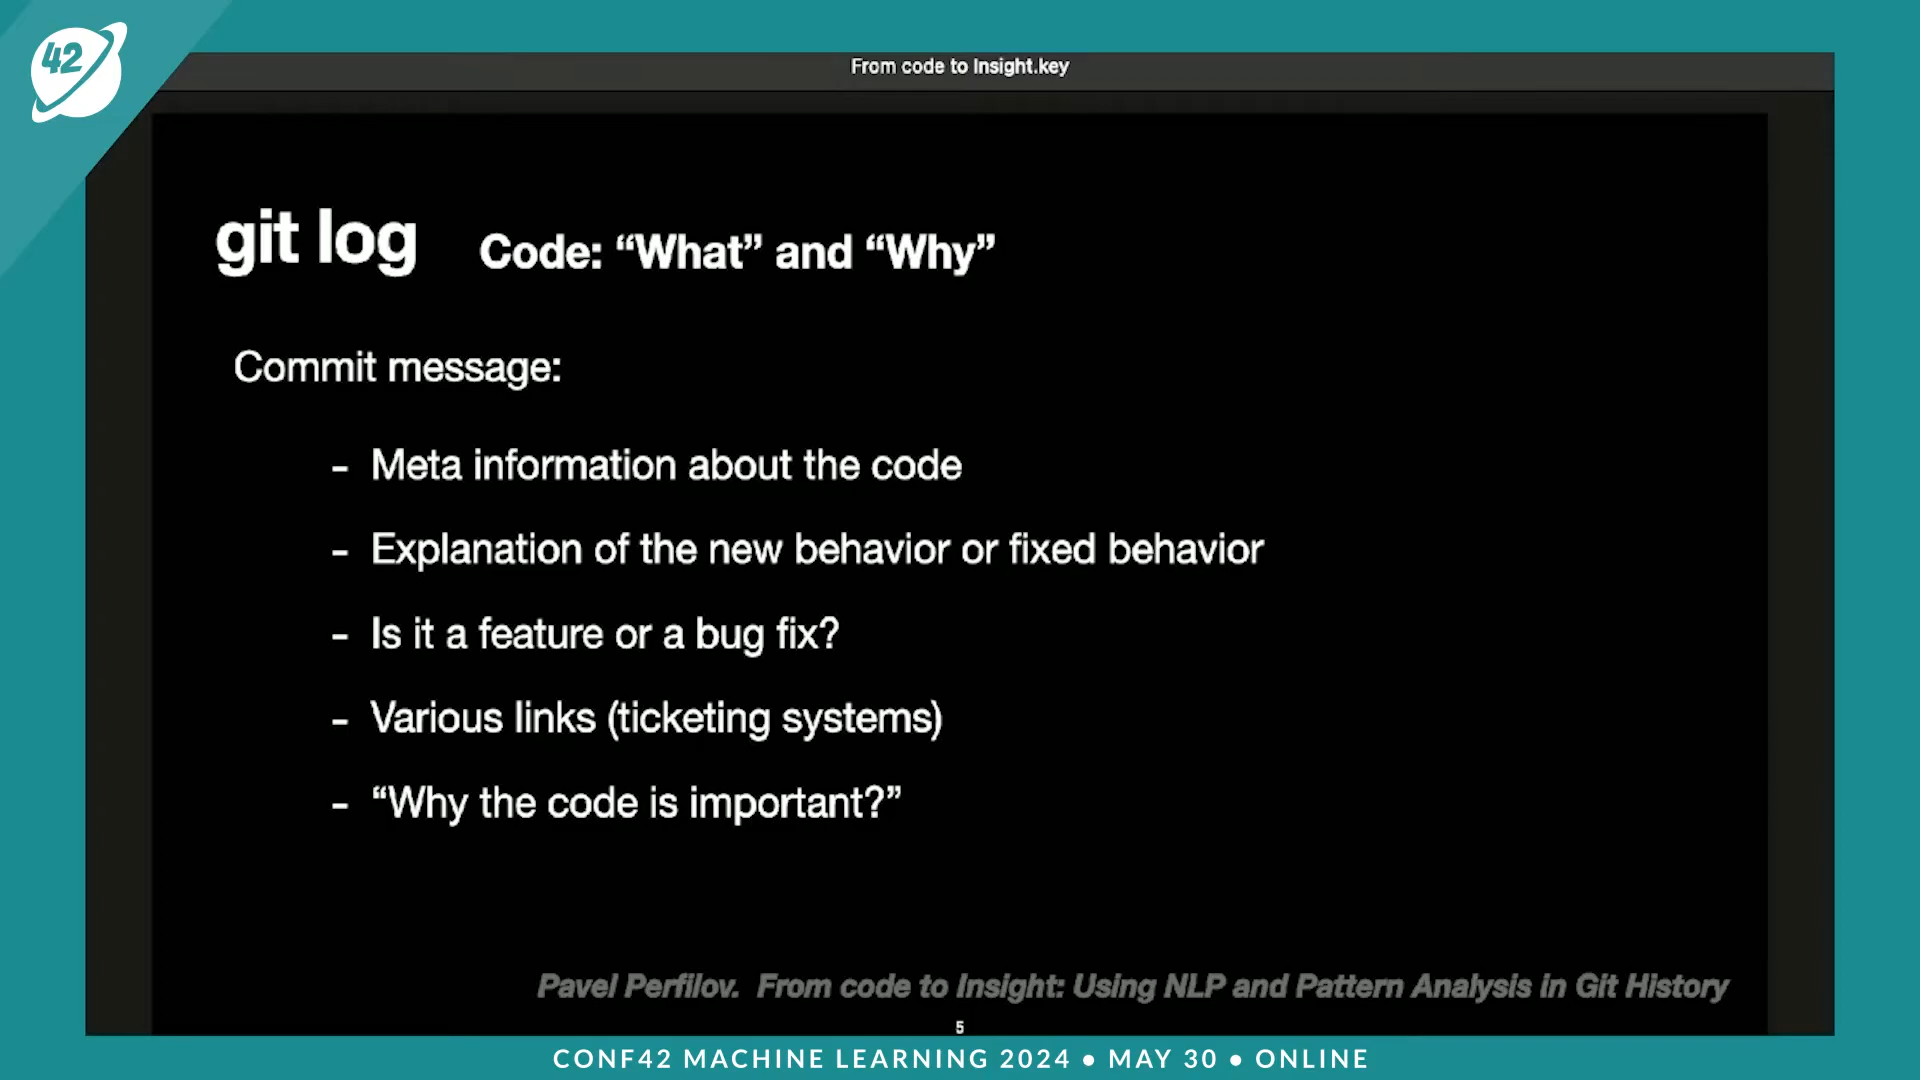 42
From code to Insight.key
git log Code: “What” and “Why”
Commit message:
- Meta information about the code
- Explanation of the new behavior or fixed behavior
- Is it a feature or a bug fix?
- Various links (ticketing systems)
- “Why the code is important?”
Pavel Perfilov. From code to Insight: Using NLP and Pattern Analysis in Git History
5
CONF42 MACHINE LEARNING 2024 • MAY 30 • ONLINE